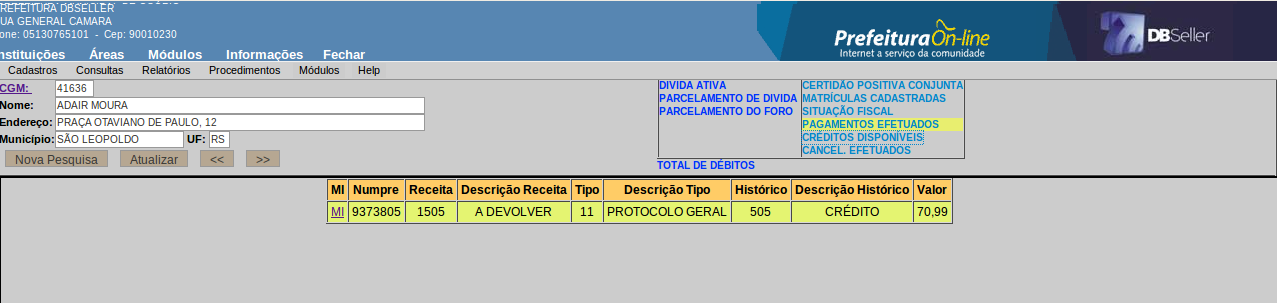 REFEITURA DBSELLER
UA GENERAL CAMARA
one: 05130765101 - Cep: 90010230
PrefeituraOn-line
Internet a serviço da comunidade
DBSeller
nstituições Áreas Módulos Informações Fechar
Cadastros Consultas Relatórios Procedimentos Módulos Help
CGM: 41636
Nome: ADAIR MOURA
Endereço: PRAÇA OTAVIANO DE PAULO, 12
Município: SÃO LEOPOLDO UF: RS
Nova Pesquisa Atualizar << >>
DIVIDA ATIVA
PARCELAMENTO DE DIVIDA
PARCELAMENTO DO FORO
CERTIDÃO POSITIVA CONJUNTA
MATRÍCULAS CADASTRADAS
SITUAÇÃO FISCAL
PAGAMENTOS EFETUADOS
CRÉDITOS DISPONÍVEIS
CANCEL. EFETUADOS
TOTAL DE DÉBITOS
MI Numpre Receita Descrição Receita Tipo Descrição Tipo Histórico Descrição Histórico Valor
MI 9373805 1505 A DEVOLVER 11 PROTOCOLO GERAL 505 CRÉDITO 70,99